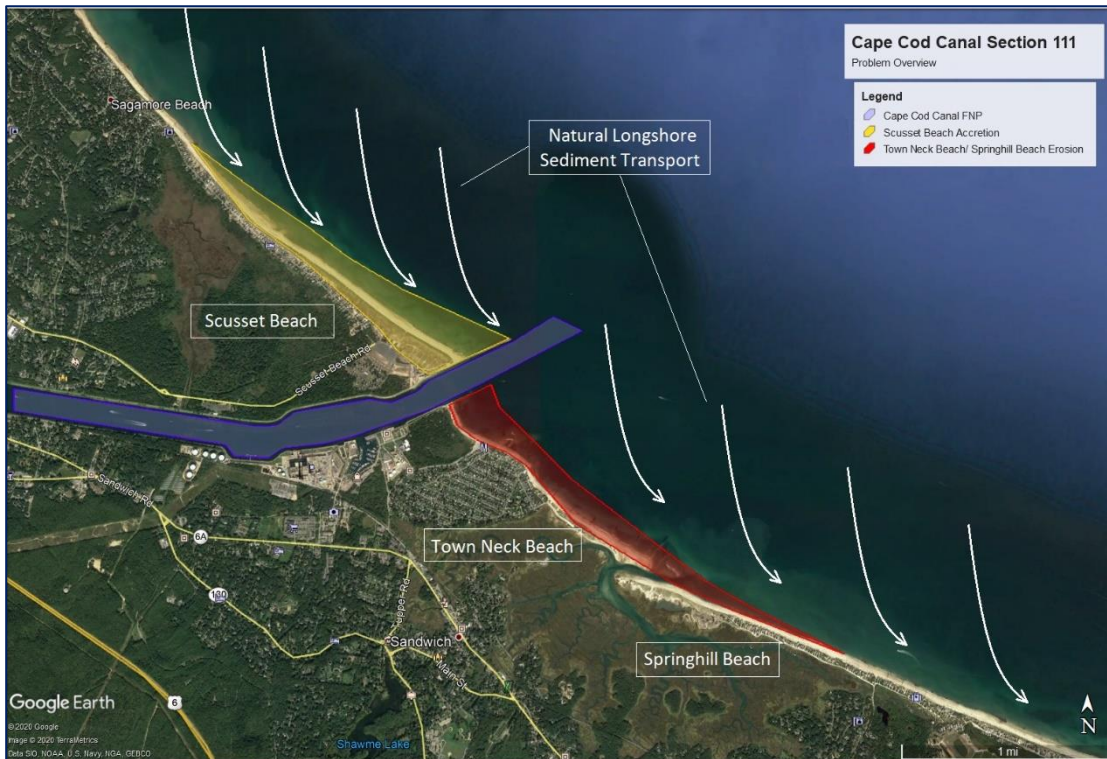 Cape Cod Canal Section 111
Problem Overview
Legend
Cape Cod Canal FNP
Scusset Beach Accretion
Town Neck Beach/ Springhill Beach Erosion
Sagamore Beach
Natural Longshore
Sediment Transport
Scusset Beach
Scusset Beach Rd
Sandwich Rd
6A
Town Neck Beach
130
Sandwich
Main St
Springhill Beach
Google Earth
6
N
©2020 Google
Image © 2020 TerraMetrics
Data SIO, NOAA, U.S. Navy, NGA, GEBCO
Shawme Lake
1 mi